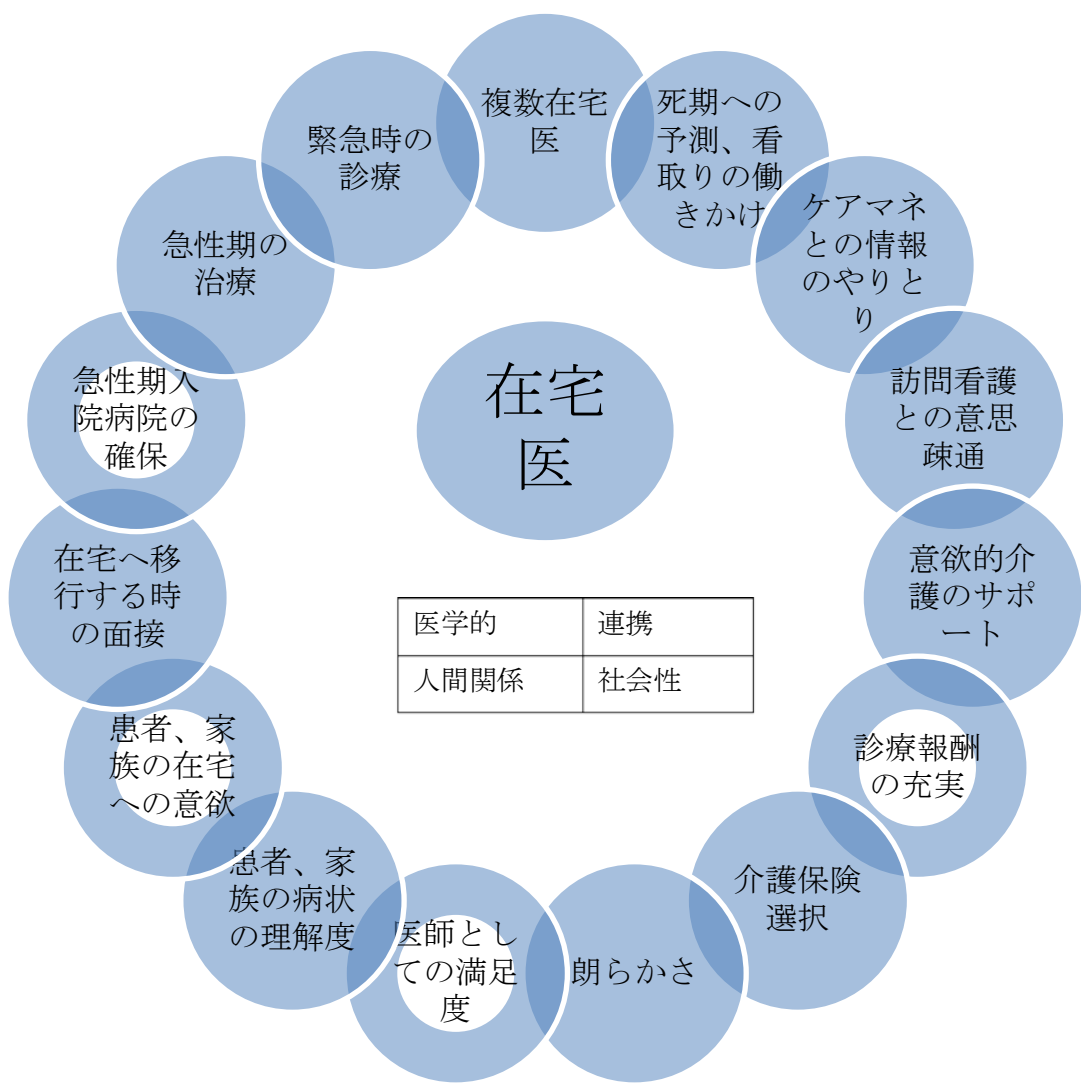 複数在宅
医
死期への
予測、看
取りの働
きかけ
ケアマネ
との情報
のやりと
り
訪問看護
との意思
疎通
意欲的介
護のサポ
ート
診療報酬
の充実
介護保険
選択
朗らかさ
医師とし
ての満足
度
患者、家
族の病状
の理解度
患者、家
族の在宅
への意欲
在宅へ移
行する時
の面接
急性期入
院病院の
確保
急性期の
治療
緊急時の
診療
在宅
医
医学的
連携
人間関係
社会性